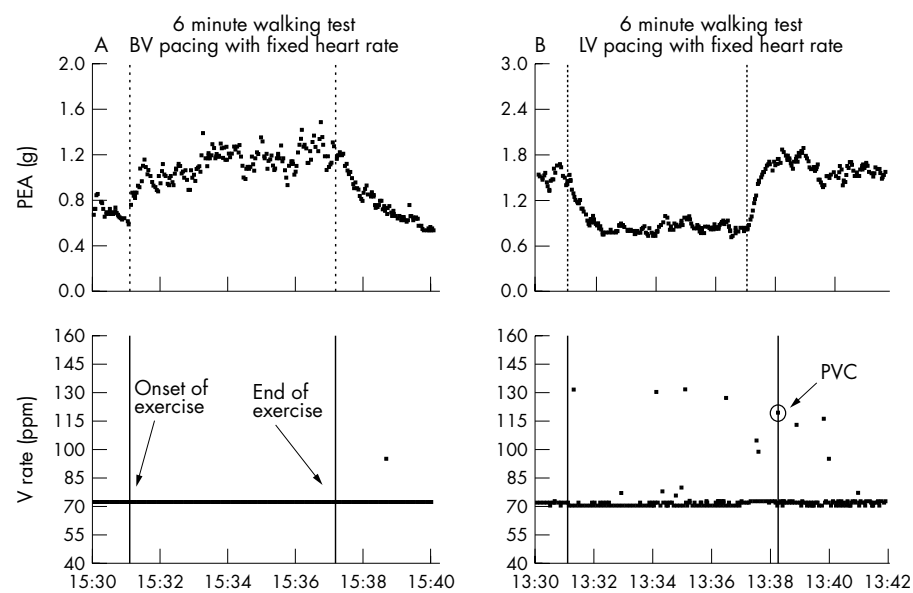 6 minute walking test
A BV pacing with fixed heart rate
2.0
1.6
1.2
0.8
0.4
0.0
PEA (g)
6 minute walking test
B LV pacing with fixed heart rate
3.0
2.4
1.8
1.2
0.6
0.0
160
145
130
115
100
85
70
55
40
V rate (ppm)
Onset of
exercise
End of
exercise
15:30 15:32 15:34 15:36 15:38 15:40
160
145
130
115
100
85
70
55
40
PVC
13:30 13:32 13:34 13:36 13:38 13:40 13:42